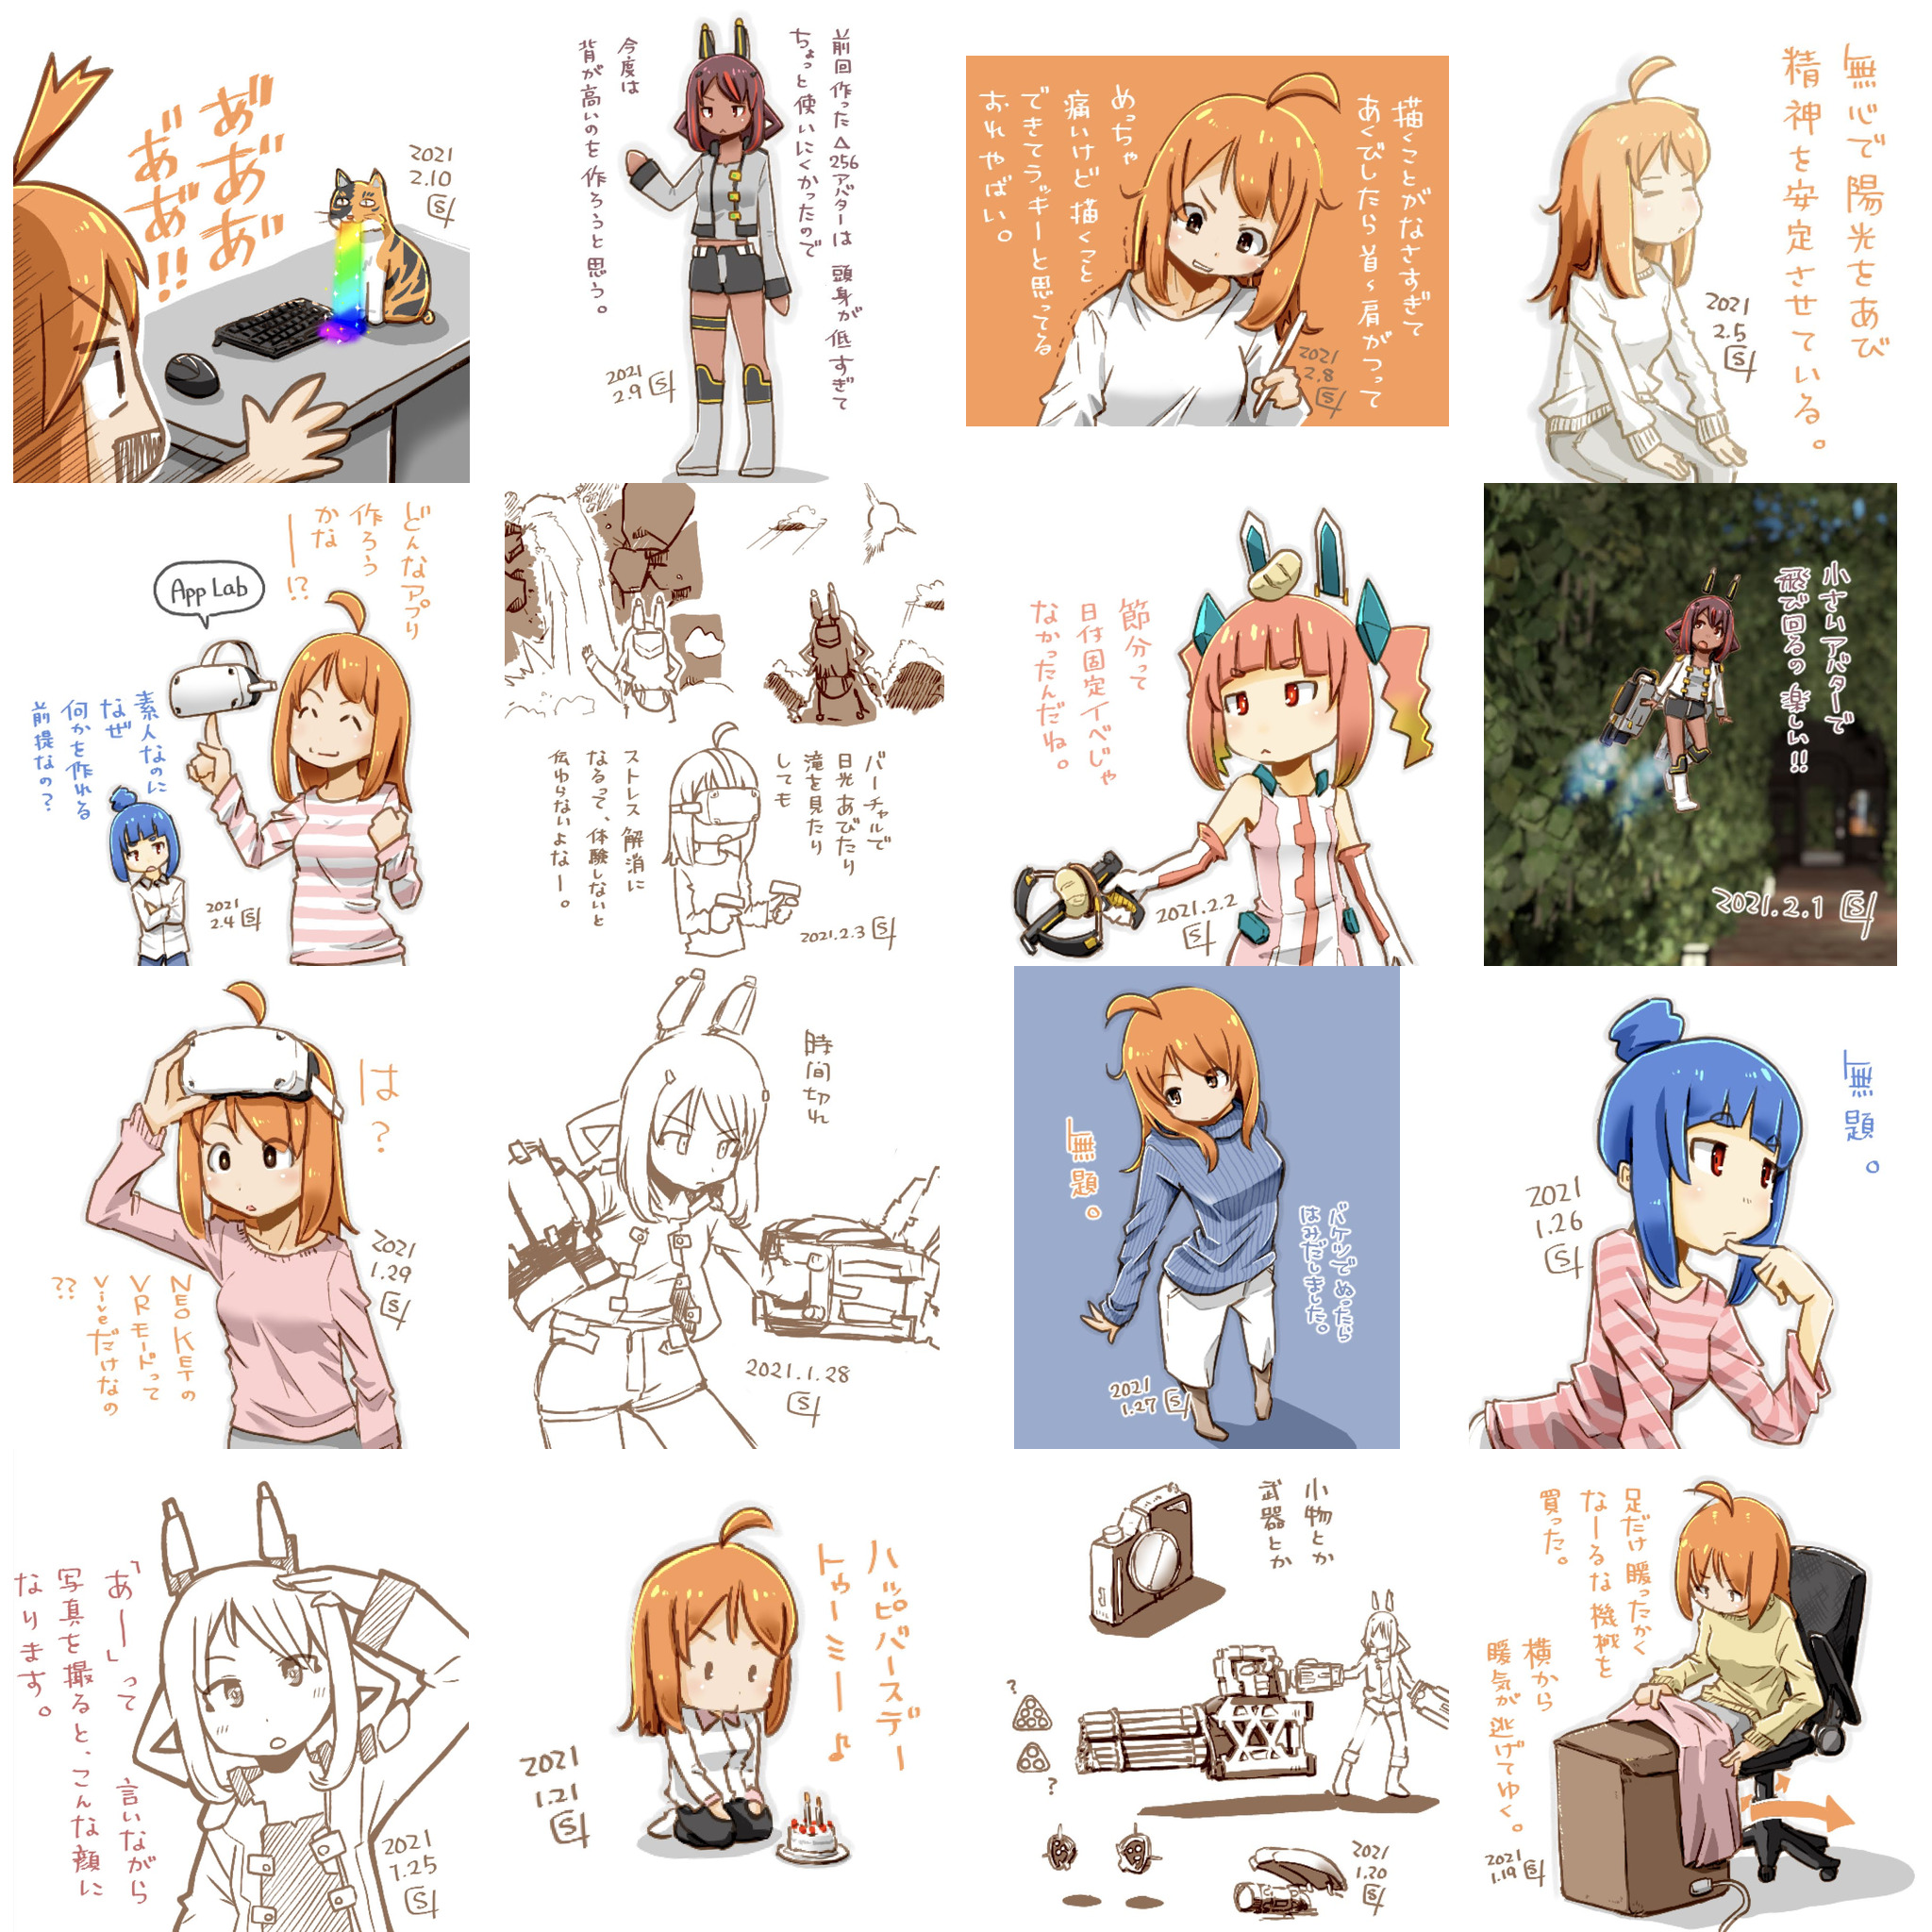 あ゛あ゛あ゛
あ゛あ゛!!
2021
2.10
前回作った△256アバターは 頭身が低すぎて
ちょっと使いにくかったので
今度は
背が高いのを作ろうと思う。
2021
2.9
描くことがなさすぎて
あくびしたら首〜肩がつって
めっちゃ
痛いけど描くこと
できてラッキーと思ってる
おれやばい。
2021
2.8
無心で陽光をあび
精神を安定させている。
2021
2.5
どんなアプリ
作ろう
かな
ー!?
App Lab
素人なのに
なぜ
何かを作れる
前提なの?
2021
2.4
バーチャルで
日光あびたり
滝を見たり
しても
ストレス解消に
なるって、体験しないと
伝わらないよなー。
2021.2.3
節分って
日付固定イベじゃ
なかったんだね。
2021.2.2
小さいアバターで
飛び回るの楽しい!!
2021.2.1
は?
NEOKETの
VRモードって
Viveだけなの
??
2021
1.29
時間切れ
2021.1.28
無題。
バケツでぬったら
はみだしました。
2021
1.27
無題。
2021
1.26
「あー」って 言いながら
写真を撮ると、こんな顔に
なります。
2021
1.25
ハッピバースデー
トゥーミー♪
2021
1.21
小物とか
武器とか
?
?
2021
1.20
足だけ暖ったかく
なーるな機械を
買った。
横から
暖気が逃げてゆく。
2021
1.19